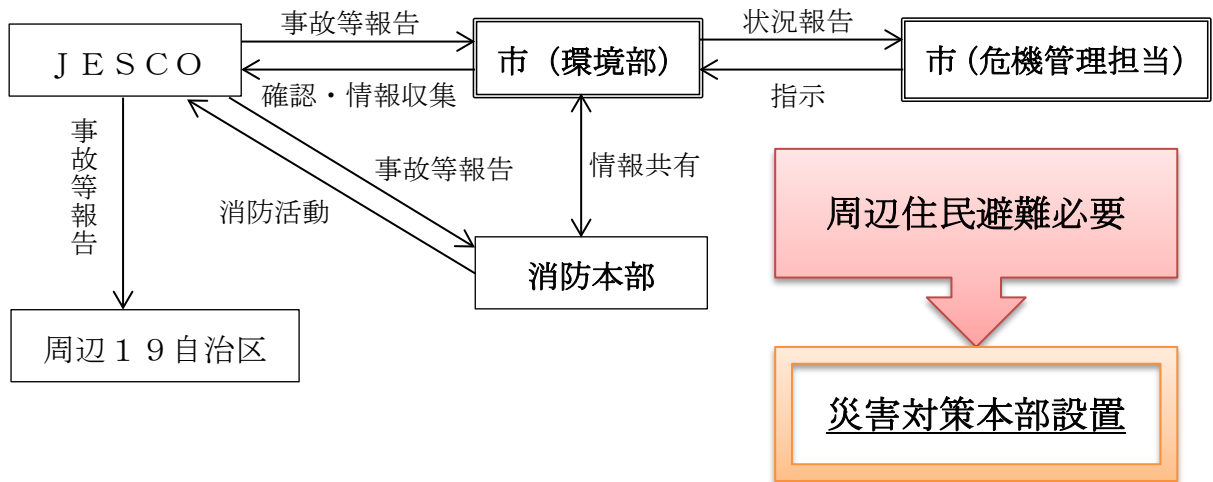 ＪＥＳＣＯ
事故等報告
確認・情報収集
市（環境部）
状況報告
指示
市（危機管理担当）
事故等報告
事故等報告
消防活動
情報共有
消防本部
周辺１９自治区
周辺住民避難必要
災害対策本部設置